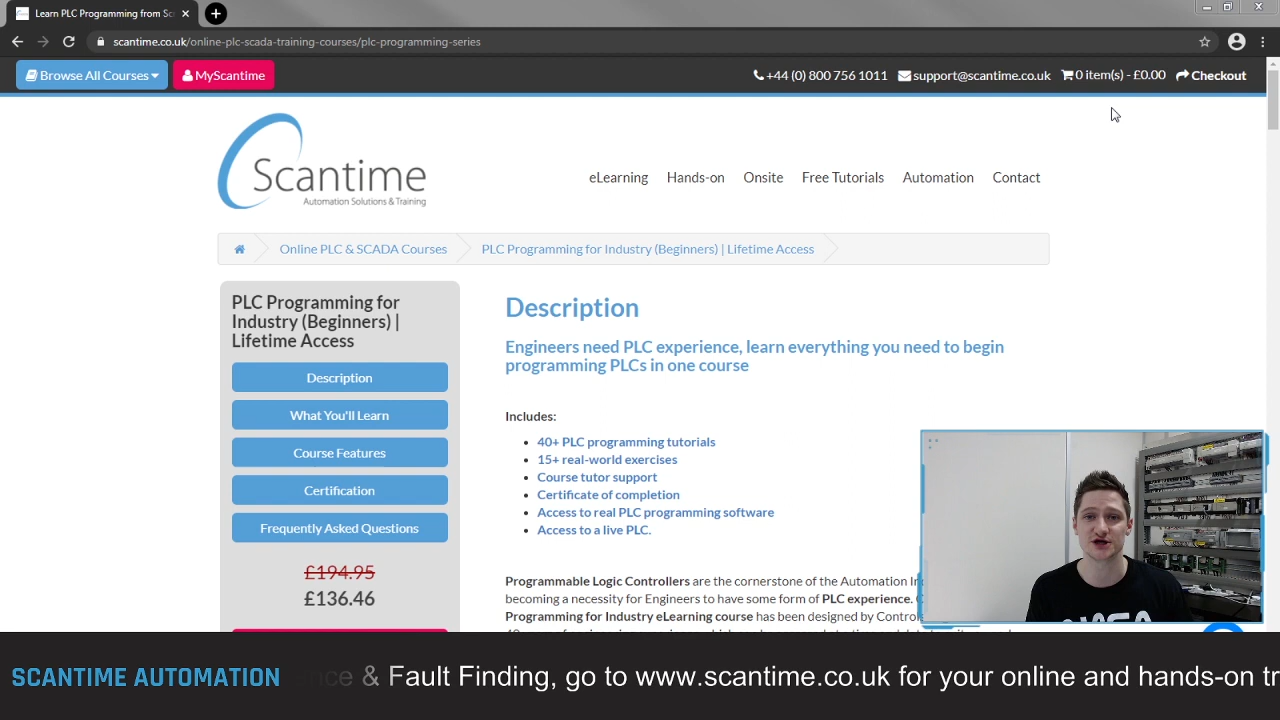 Learn PLC Programming from Sc
scantime.co.uk/online-plc-scada-training-courses/plc-programming-series
Browse All Courses
MyScantime
+44 (0) 800 756 1011
support@scantime.co.uk
0 item(s) - £0.00
Checkout
Scantime
Automation Solutions & Training
eLearning
Hands-on
Onsite
Free Tutorials
Automation
Contact
Online PLC & SCADA Courses
PLC Programming for Industry (Beginners) | Lifetime Access
PLC Programming for
Industry (Beginners) |
Lifetime Access
Description
What You'll Learn
Course Features
Certification
Frequently Asked Questions
£194.95
£136.46
Description
Engineers need PLC experience, learn everything you need to begin
programming PLCs in one course
Includes:
40+ PLC programming tutorials
15+ real-world exercises
Course tutor support
Certificate of completion
Access to real PLC programming software
Access to a live PLC.
Programmable Logic Controllers are the cornerstone of the Automation In
becoming a necessity for Engineers to have some form of PLC experience.
Programming for Industry eLearning course has been designed by Control
SCANTIME AUTOMATION
ance & Fault Finding, go to www.scantime.co.uk for your online and hands-on tr